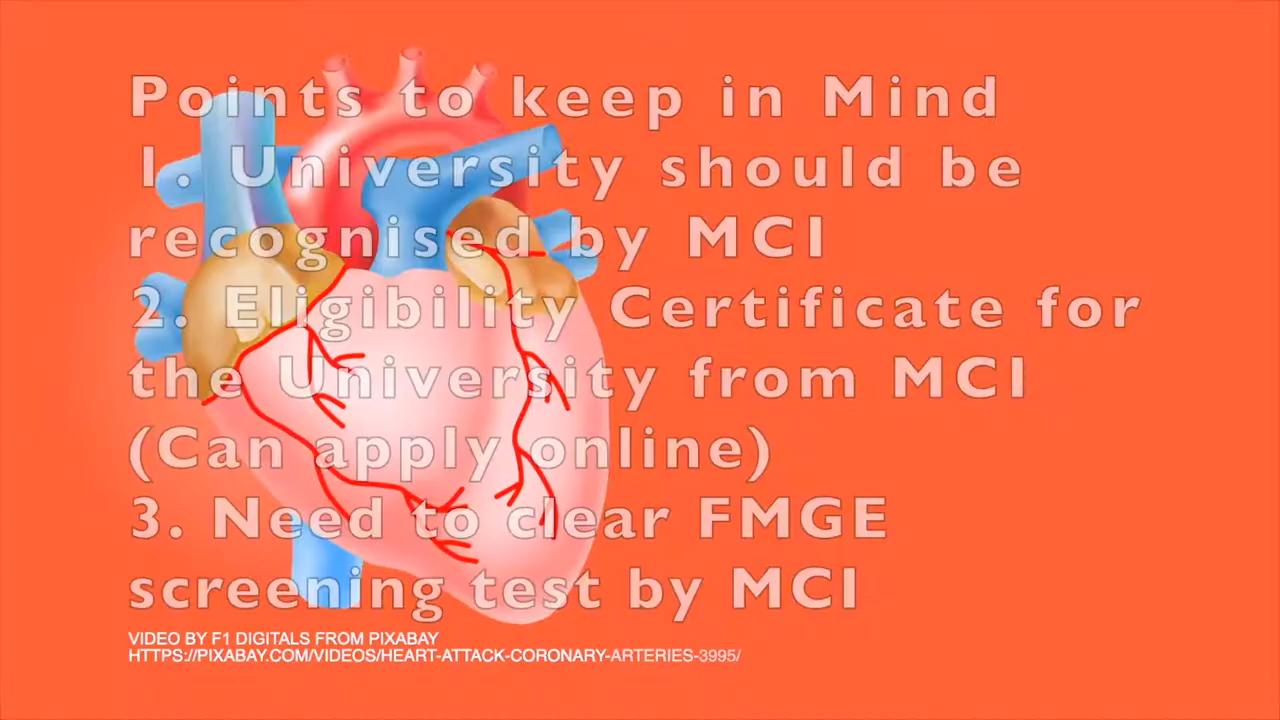 Points to keep in Mind
1. University should be
recognised by MCI
2. Eligibility Certificate for
the University from MCI
(Can apply online)
3. Need to clear FMGE
screening test by MCI
VIDEO BY F1 DIGITALS FROM PIXABAY
HTTPS://PIXABAY.COM/VIDEOS/HEART-ATTACK-CORONARY-ARTERIES-3995/